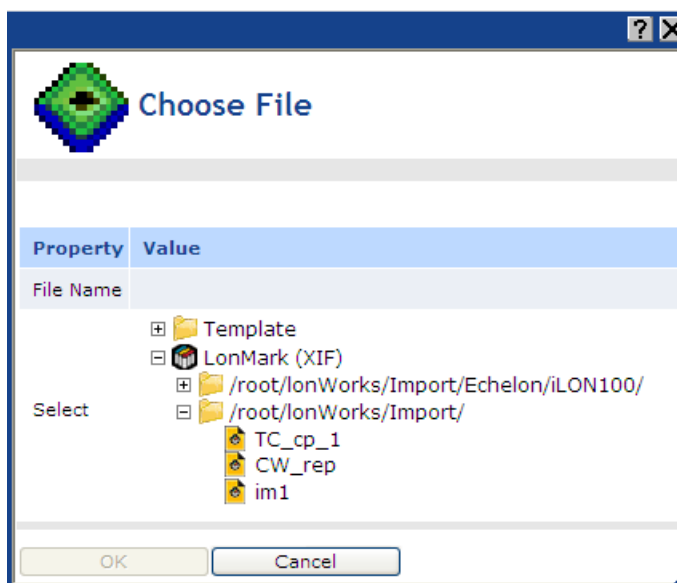 ?
Choose File
Property Value
File Name
Template
LonMark (XIF)
/root/lonWorks/Import/Echelon/iLON100/
Select
/root/lonWorks/Import/
TC_cp_1
CW_rep
im1
OK Cancel